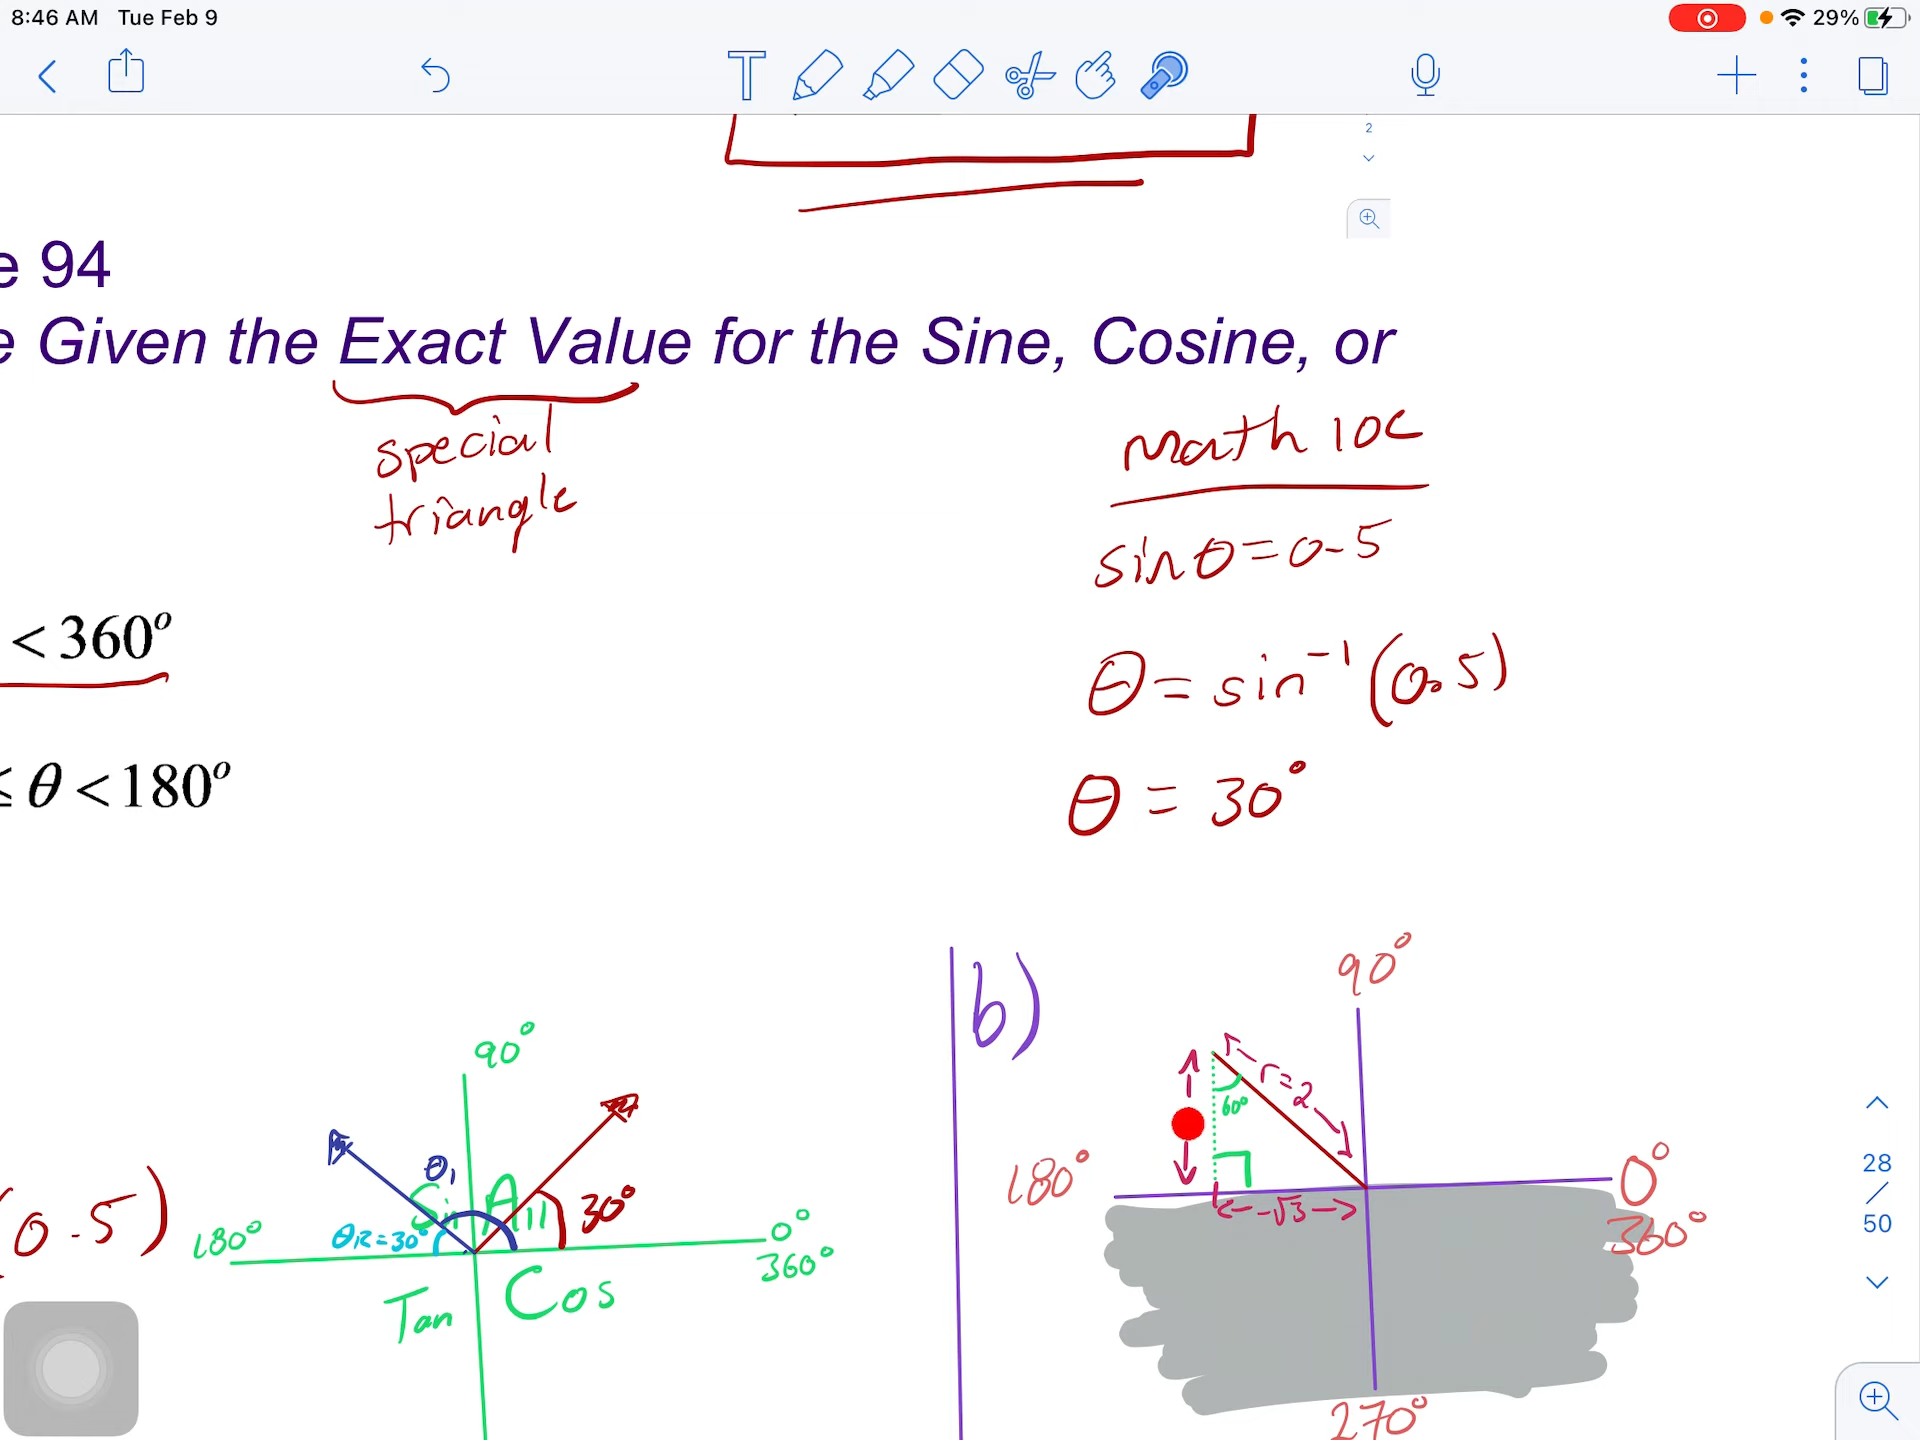 8:46 AM Tue Feb 9
29%
T
2
e 94
e Given the Exact Value for the Sine, Cosine, or
special
triangle
math 10C
sin θ = 0.5
< 360°
θ = sin⁻¹ (0.5)
≤ θ < 180°
θ = 30°
b)
90°
90°
r = 2
60°
180°
0°
360°
-√3
270°
θ₁
Sin
All
30°
(0.5)
180°
θR = 30°
0°
360°
Tan
Cos
28
/
50